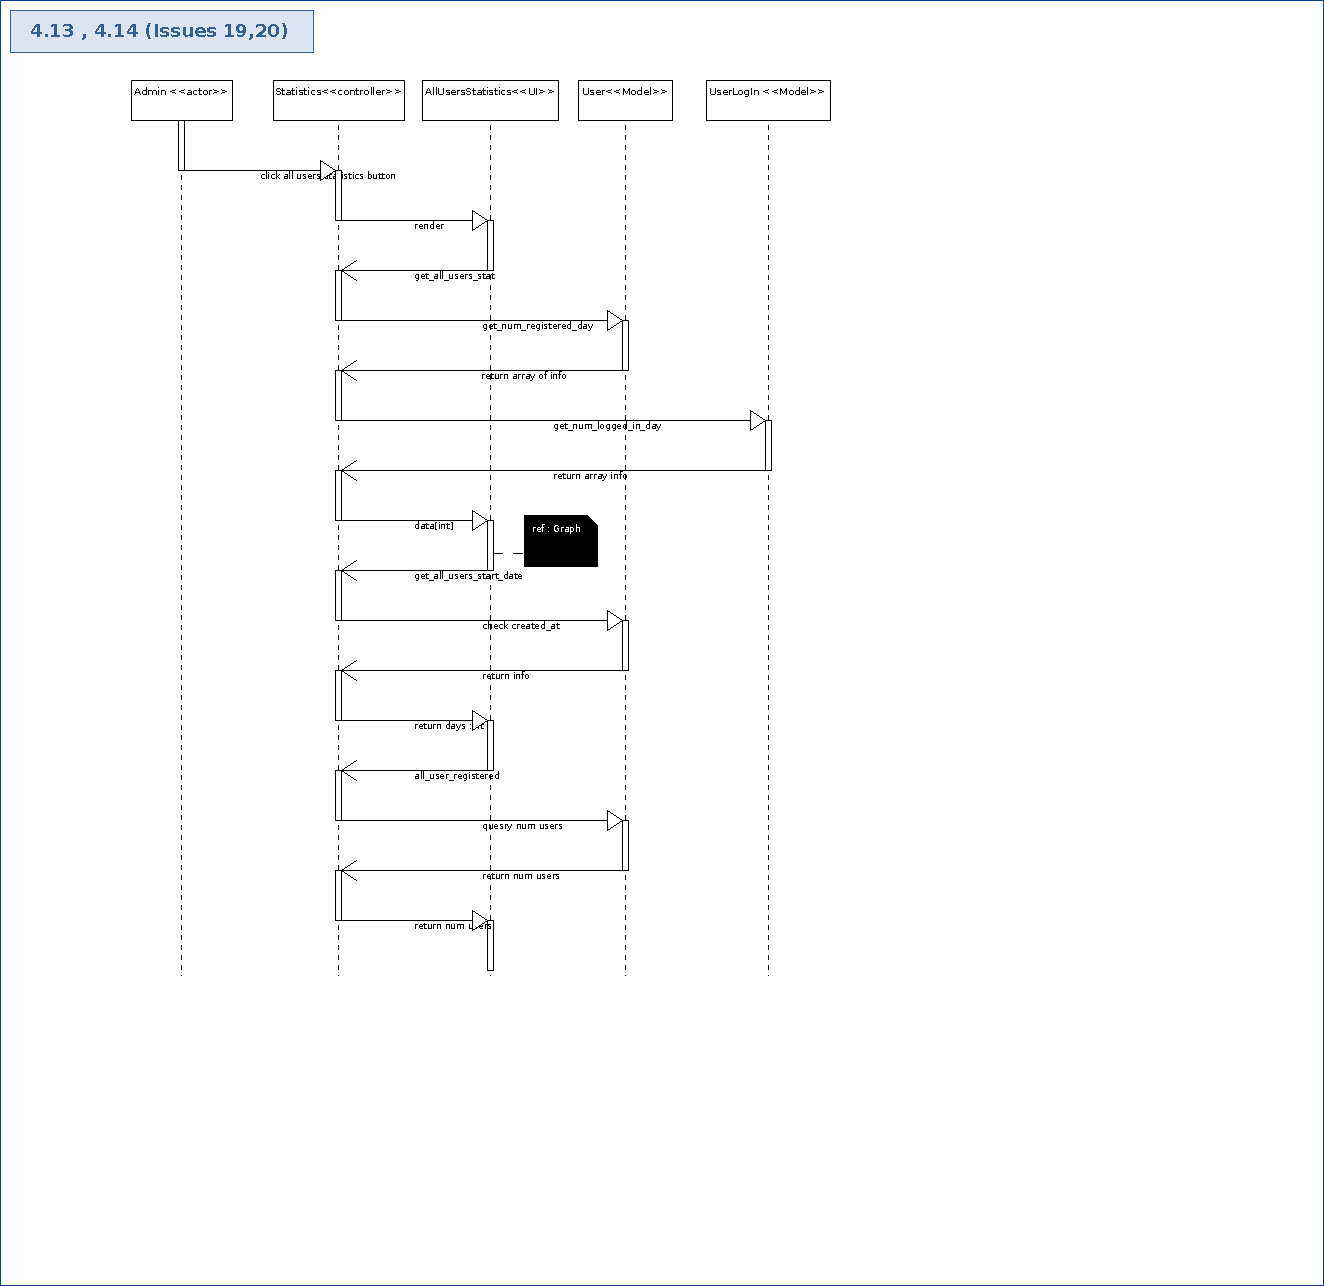 4.13 , 4.14 (Issues 19,20)
Admin <<actor>>
Statistics<<controller>>
AllUsersStatistics<<UI>>
User<<Model>>
UserLogIn <<Model>>
click all users statistics button
render
get_all_users_stat
get_num_registered_day
return array of info
get_num_logged_in_day
return array info
data[int]
ref : Graph
get_all_users_start_date
check created_at
return info
return days : int
all_user_registered
quesry num users
return num users
return num users